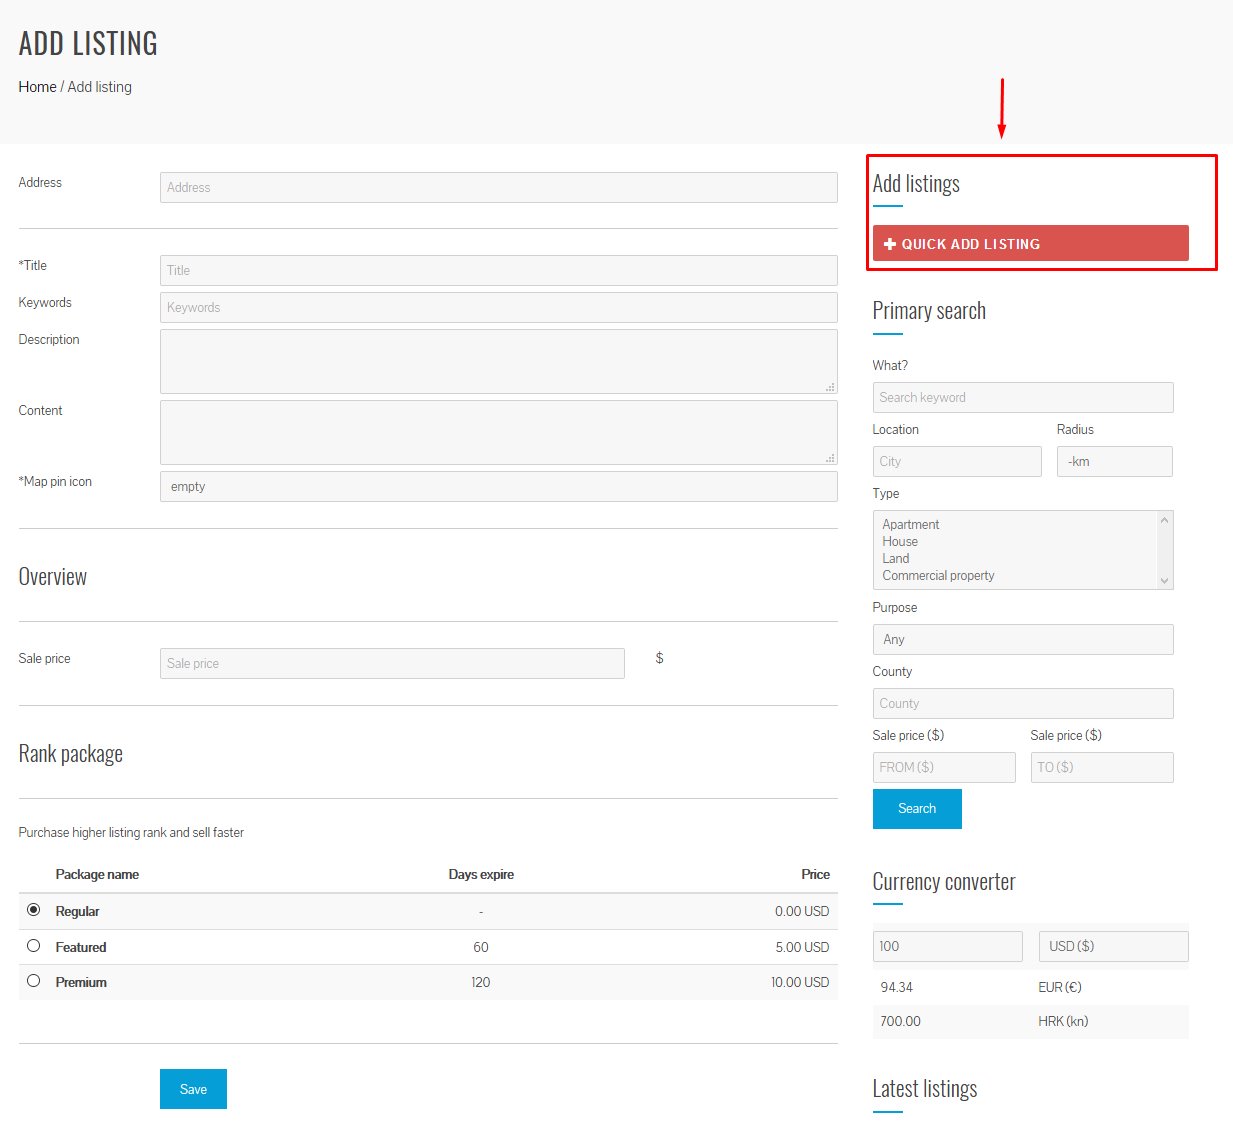 ADD LISTING
Home / Add listing
Address
Address
*Title
Title
Keywords
Keywords
Description
Content
*Map pin icon
empty
Overview
Sale price
Sale price
$
Rank package
Purchase higher listing rank and sell faster
Package name Days expire Price
Regular - 0.00 USD
Featured 60 5.00 USD
Premium 120 10.00 USD
Save
Add listings
QUICK ADD LISTING
Primary search
What?
Search keyword
Location Radius
City -km
Type
Apartment
House
Land
Commercial property
Purpose
Any
County
County
Sale price ($) Sale price ($)
FROM ($) TO ($)
Search
Currency converter
100 USD ($)
94.34 EUR (€)
700.00 HRK (kn)
Latest listings